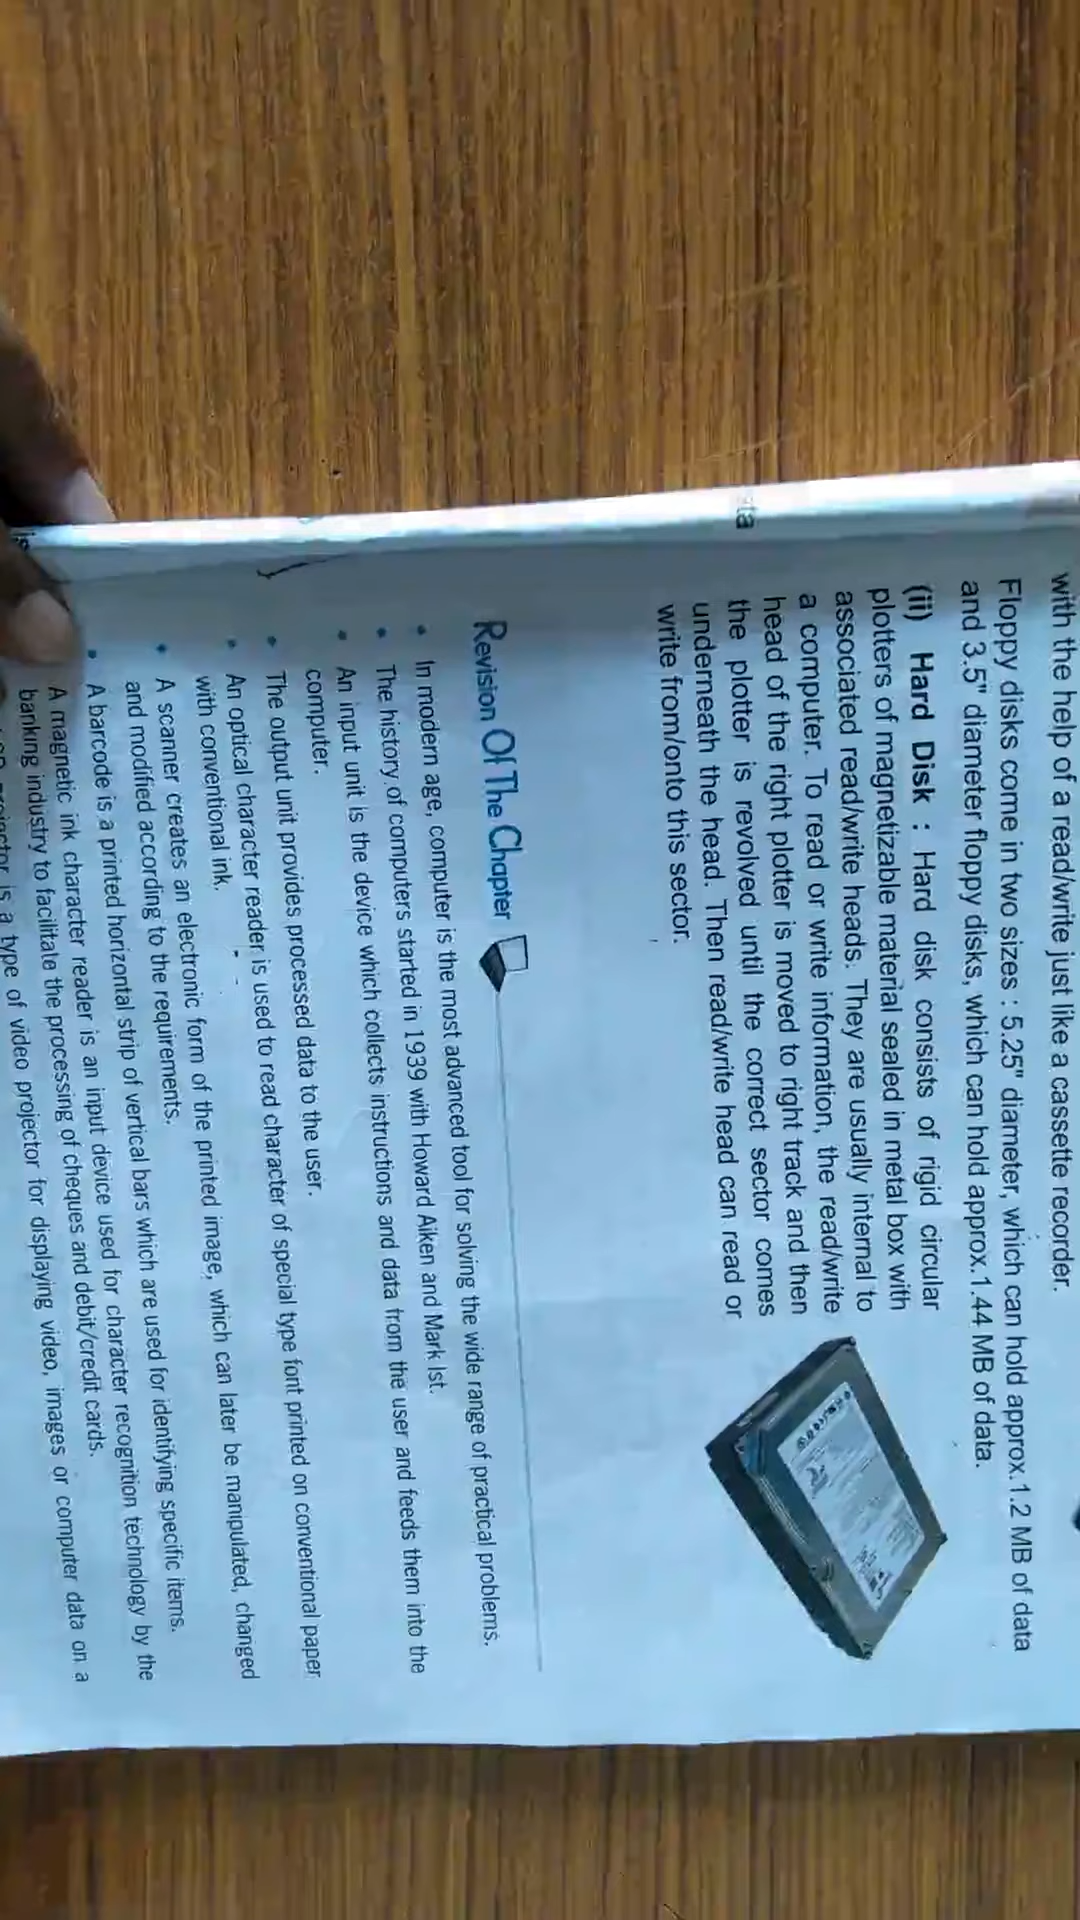 with the help of a read/write just like a cassette recorder.
Floppy disks come in two sizes : 5.25" diameter, which can hold approx.1.2 MB of data
and 3.5" diameter floppy disks, which can hold approx.1.44 MB of data.
(ii) Hard Disk : Hard disk consists of rigid circular
plotters of magnetizable material sealed in metal box with
associated read/write heads. They are usually internal to
a computer. To read or write information, the read/write
head of the right plotter is moved to right track and then
the plotter is revolved until the correct sector comes
underneath the head. Then read/write head can read or
write from/onto this sector.
ta
Revision Of The Chapter
• In modern age, computer is the most advanced tool for solving the wide range of practical problems.
• The history of computers started in 1939 with Howard Aiken and Mark Ist.
• An input unit is the device which collects instructions and data from the user and feeds them into the
computer.
• The output unit provides processed data to the user.
• An optical character reader is used to read character of special type font printed on conventional paper
with conventional ink.
• A scanner creates an electronic form of the printed image, which can later be manipulated, changed
and modified according to the requirements.
• A barcode is a printed horizontal strip of vertical bars which are used for identifying specific items.
A magnetic ink character reader is an input device used for character recognition technology by the
banking industry to facilitate the processing of cheques and debit/credit cards.
is a type of video projector for displaying video, images or computer data on a